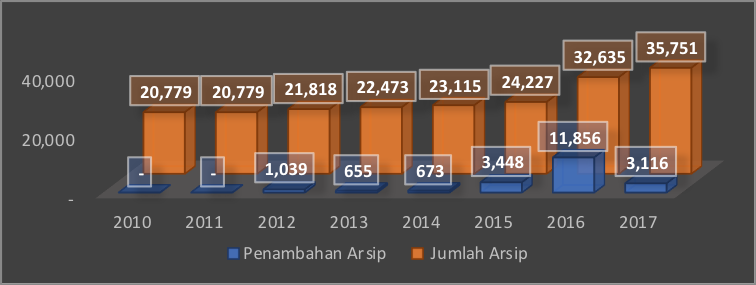 35,751
32,635
40,000
20,779 20,779 21,818 22,473 23,115 24,227
20,000
11,856
- - 1,039 655 673 3,448 3,116
-
2010 2011 2012 2013 2014 2015 2016 2017
Penambahan Arsip Jumlah Arsip